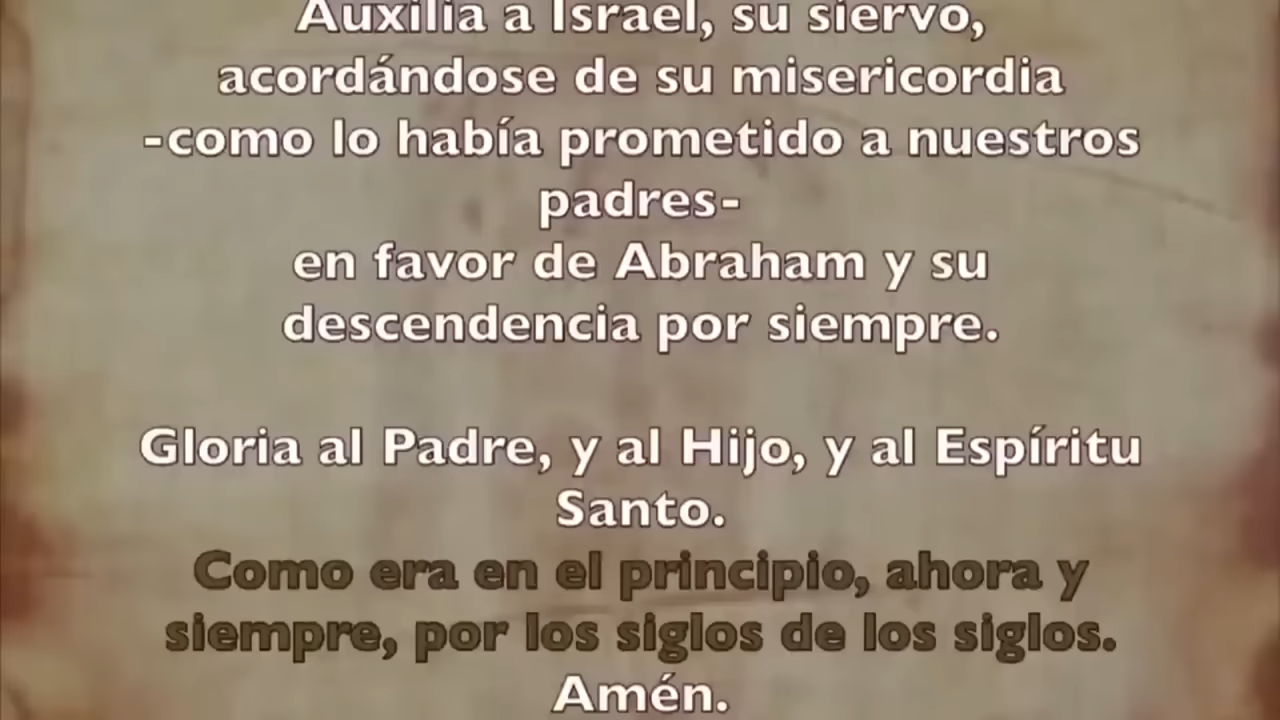 Auxilia a Israel, su siervo,
acordándose de su misericordia
-como lo había prometido a nuestros
padres-
en favor de Abraham y su
descendencia por siempre.
Gloria al Padre, y al Hijo, y al Espíritu
Santo.
Como era en el principio, ahora y
siempre, por los siglos de los siglos.
Amén.